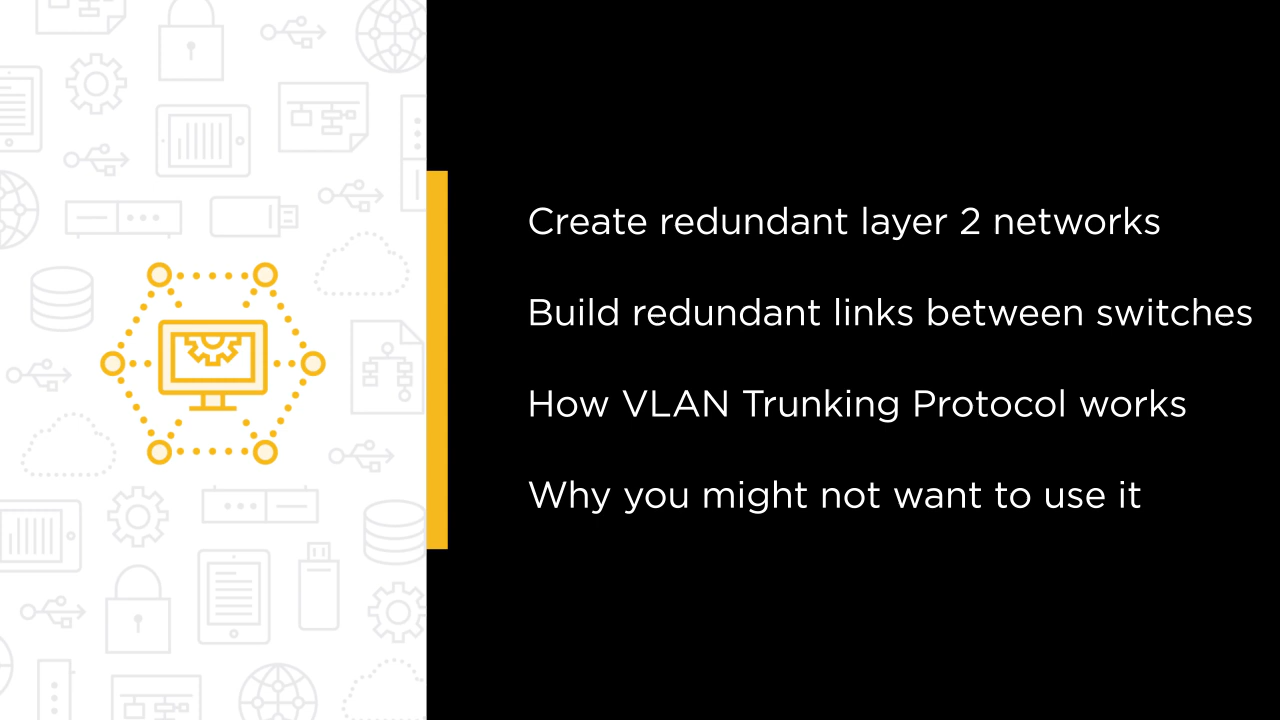 Create redundant layer 2 networks
Build redundant links between switches
How VLAN Trunking Protocol works
Why you might not want to use it